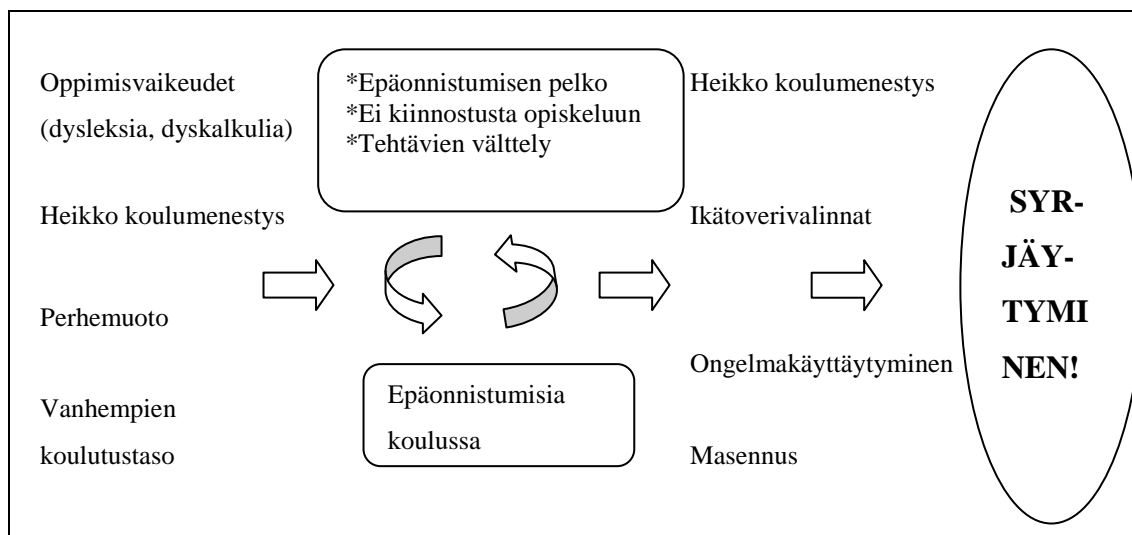 Oppimisvaikeudet
(dysleksia, dyskalkulia)
Heikko koulumenestys
Perhemuoto
Vanhempien
koulutustaso
*Epäonnistumisen pelko
*Ei kiinnostusta opiskeluun
*Tehtävien välttely
Epäonnistumisia
koulussa
Heikko koulumenestys
Ikätoverivalinnat
Ongelmakäyttäytyminen
Masennus
SYR-
JÄY-
TYMI
NEN!